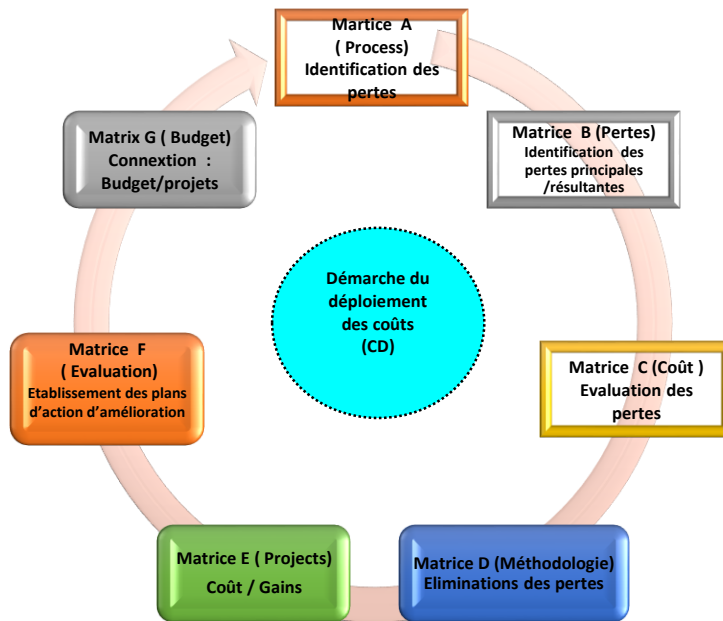 Martice A
( Process)
Identification des
pertes
Matrice B (Pertes)
Identification des
pertes principales
/résultantes
Matrice C (Coût )
Evaluation des
pertes
Matrice D (Méthodologie)
Eliminations des pertes
Matrice E ( Projects)
Coût / Gains
Matrice F
( Evaluation)
Etablissement des plans
d’action d’amélioration
Matrix G ( Budget)
Connextion :
Budget/projets
Démarche du
déploiement
des coûts
(CD)